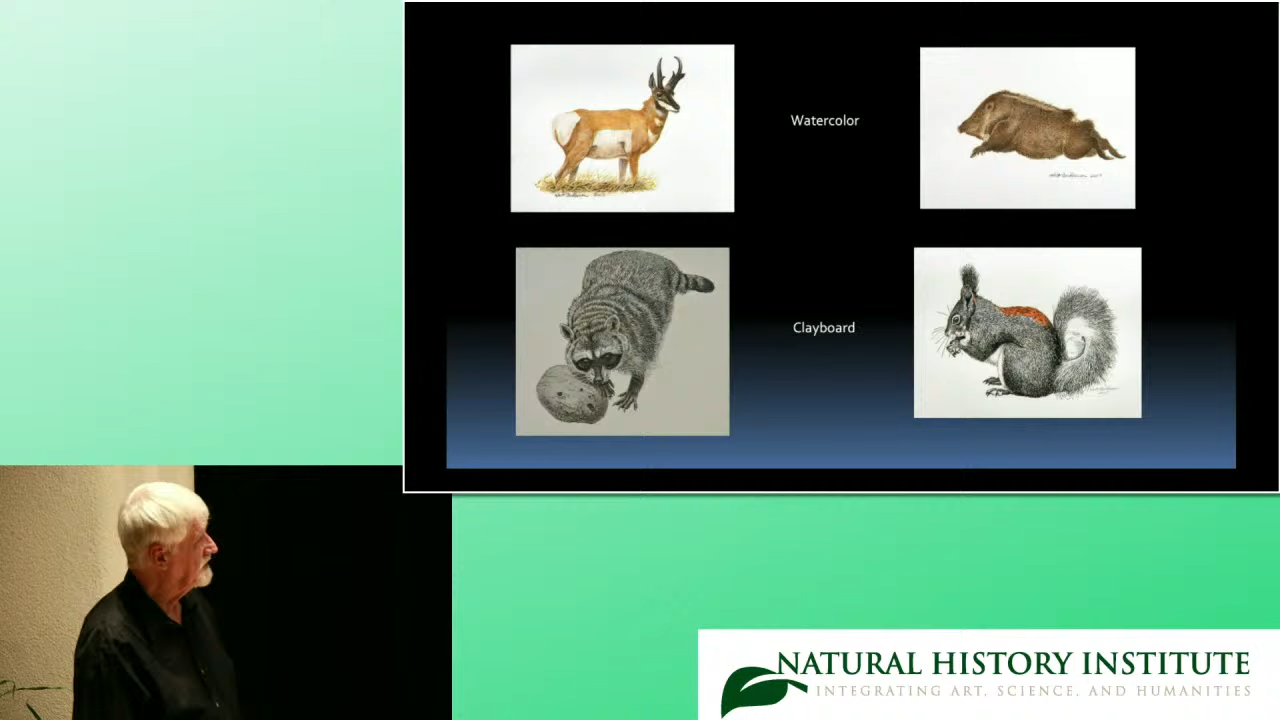 Watercolor
Clayboard
NATURAL HISTORY INSTITUTE
INTEGRATING ART, SCIENCE, AND HUMANITIES